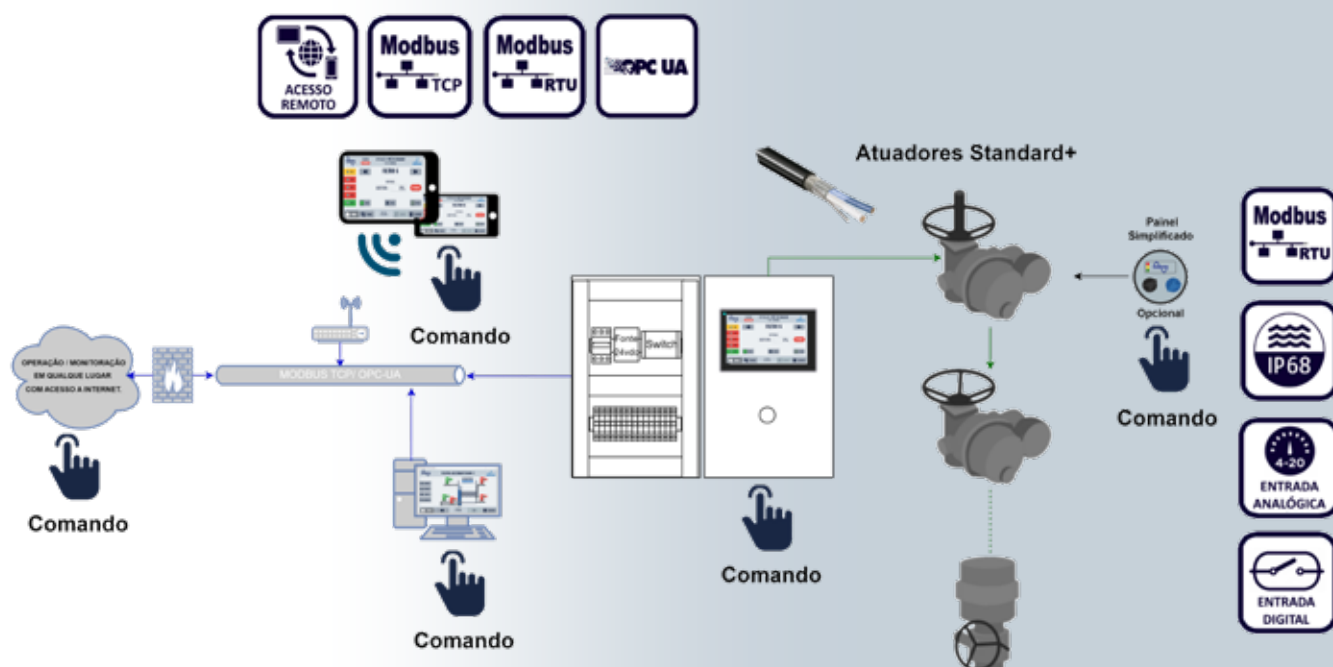 Modbus
TCP
Modbus
RTU
OPC UA
ACESSO
REMOTO
Atuadores Standard+
Painel
Simplificado
Opcional
Modbus
RTU
Comando
Fonte
24vdc
Switch
OPERAÇÃO / MONITORAÇÃO
EM QUALQUE LUGAR
COM ACESSO A INTERNET.
MODBUS TCP/ OPC-UA
IP68
Comando
4-20
ENTRADA
ANALÓGICA
Comando
Comando
Comando
ENTRADA
DIGITAL